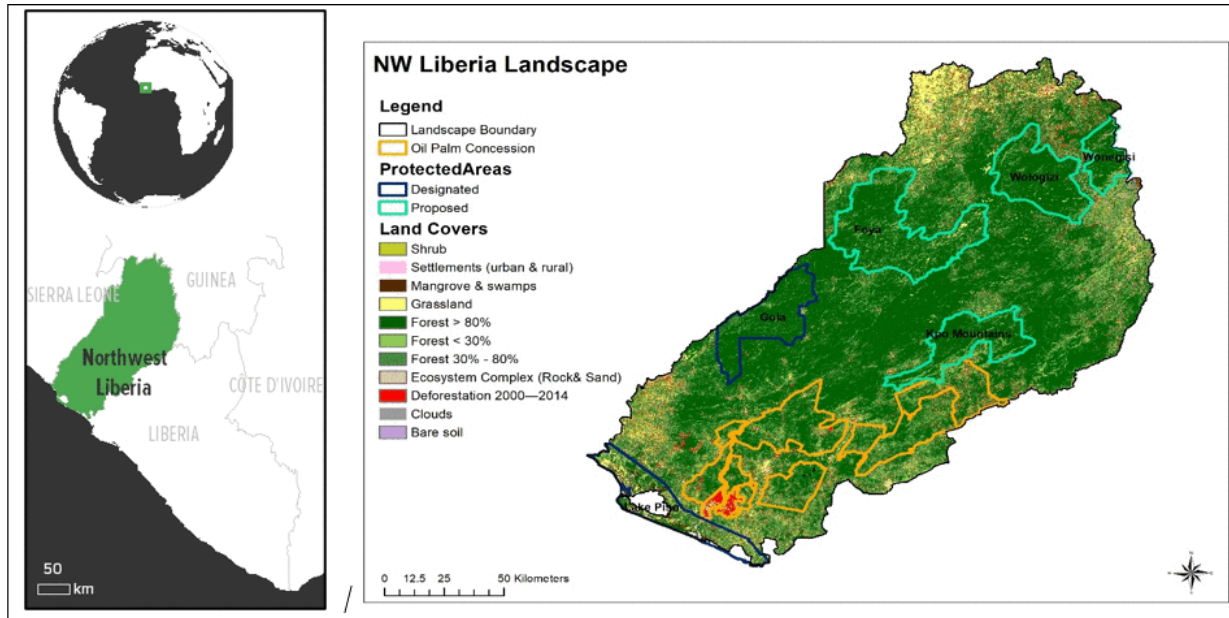 SIERRA LEONE
GUINEA
Northwest
Liberia
CÔTE D'IVOIRE
LIBERIA
50
km
/
NW Liberia Landscape
Legend
Landscape Boundary
Oil Palm Concession
ProtectedAreas
Designated
Proposed
Land Covers
Shrub
Settlements (urban & rural)
Mangrove & swamps
Grassland
Forest > 80%
Forest < 30%
Forest 30% - 80%
Ecosystem Complex (Rock& Sand)
Deforestation 2000—2014
Clouds
Bare soil
Wonegisi
Wologizi
Foya
Gola
Kpo Mountains
Lake Piso
0 12.5 25 50 Kilometers